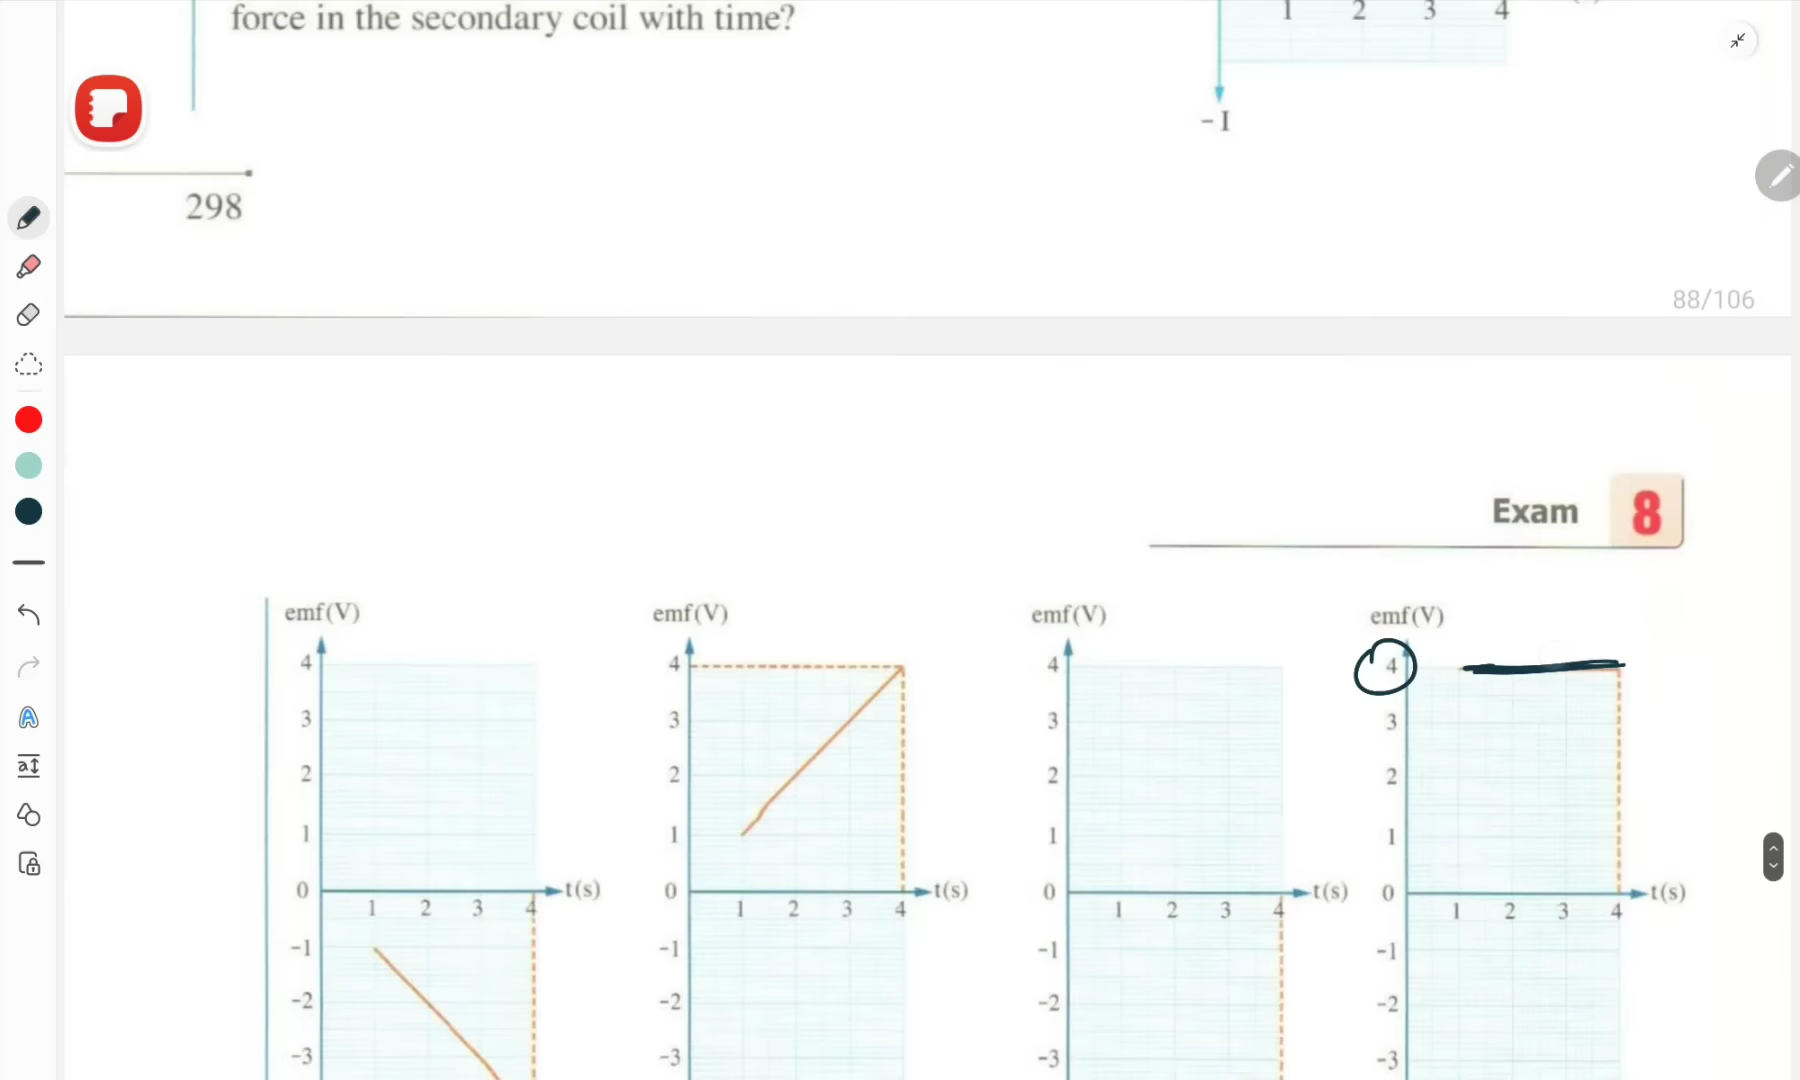 force in the secondary coil with time?
1 2 3 4
-1
298
88/106
Exam 8
emf(V) emf(V) emf(V) emf(V)
4 4 4 4
3 3 3 3
2 2 2 2
1 1 1 1
0 t(s) 0 t(s) 0 t(s) 0 t(s)
1 2 3 4 1 2 3 4 1 2 3 4 1 2 3 4
-1 -1 -1 -1
-2 -2 -2 -2
-3 -3 -3 -3